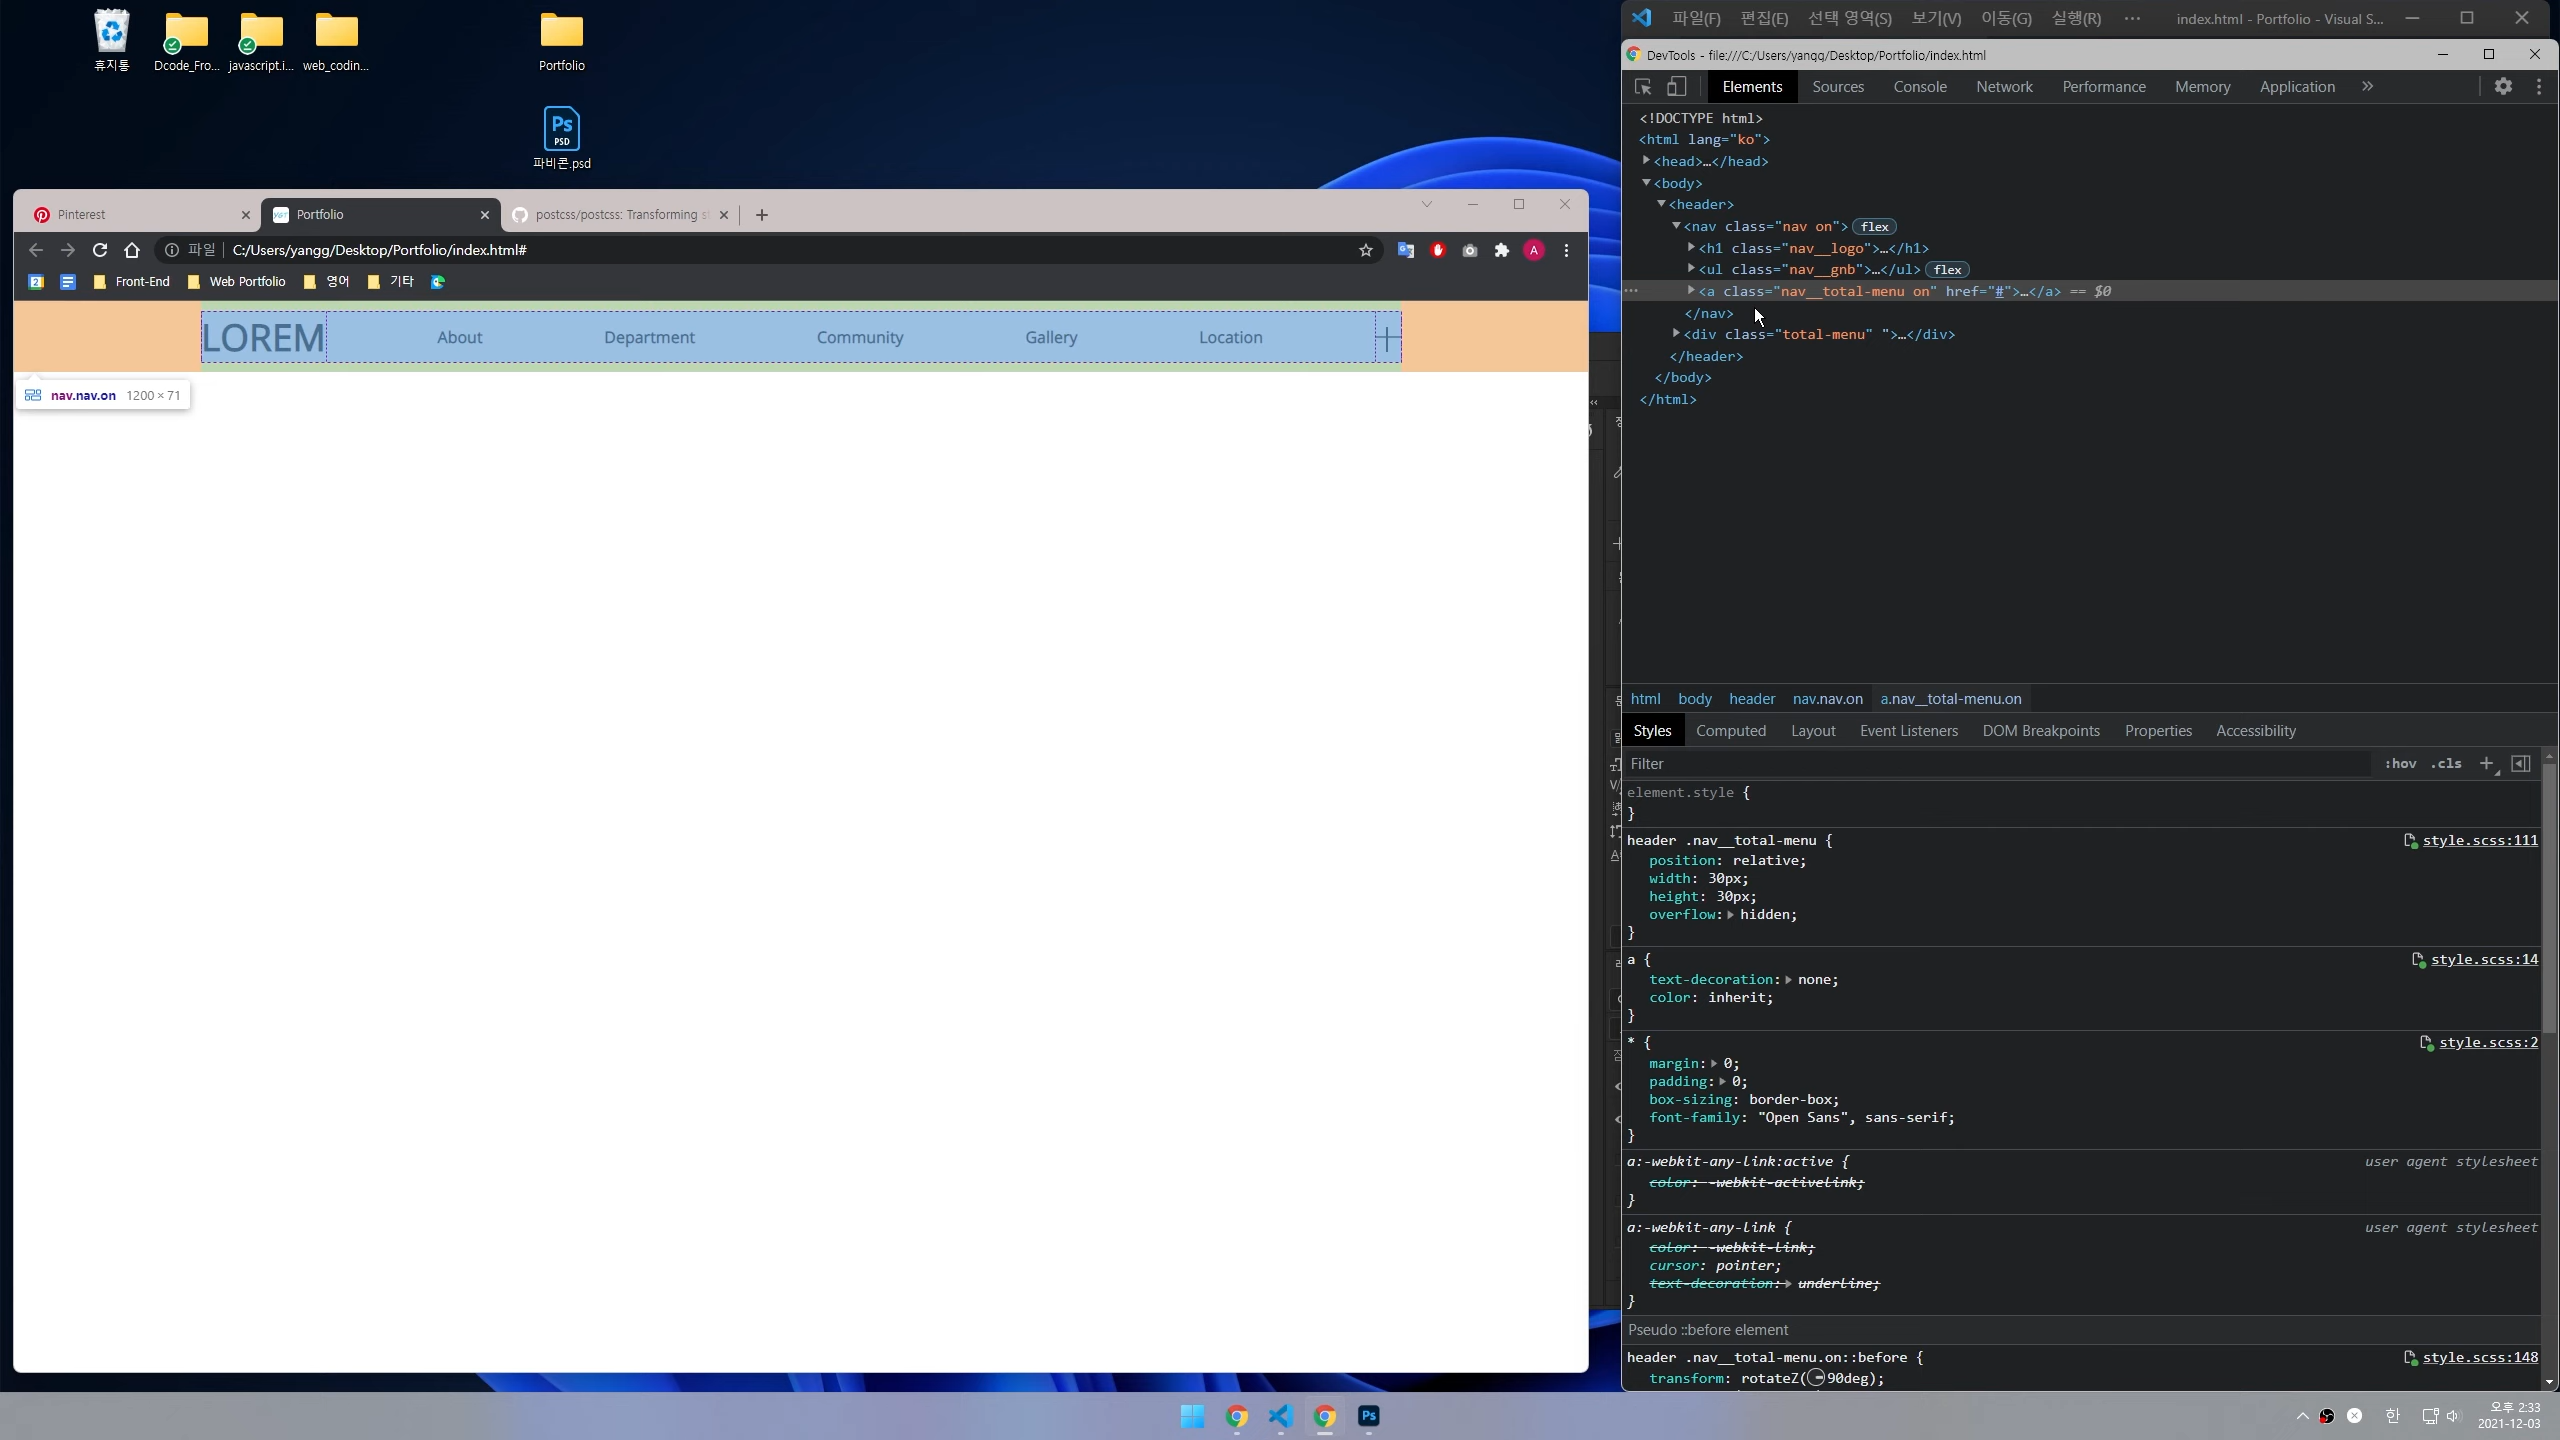 휴지통
Dcode_Fro...
javascript.i...
web_codin...
Portfolio
Ps
PSD
파비콘.psd
Pinterest
Portfolio
postcss/postcss: Transforming s
파일
C:/Users/yangg/Desktop/Portfolio/index.html#
A
Front-End
Web Portfolio
영어
기타
LOREM
About
Department
Community
Gallery
Location
nav.nav.on 1200 × 71
파일(F)
편집(E)
선택 영역(S)
보기(V)
이동(G)
실행(R)
···
index.html - Portfolio - Visual S...
DevTools - file:///C:/Users/yangg/Desktop/Portfolio/index.html
Elements
Sources
Console
Network
Performance
Memory
Application
<!DOCTYPE html>
<html lang="ko">
<head>…</head>
<body>
<header>
<nav class="nav on"> flex
<h1 class="nav__logo">…</h1>
<ul class="nav__gnb">…</ul> flex
<a class="nav__total-menu on" href="#">…</a> == $0
</nav>
<div class="total-menu" ">…</div>
</header>
</body>
</html>
html
body
header
nav.nav.on
a.nav__total-menu.on
Styles
Computed
Layout
Event Listeners
DOM Breakpoints
Properties
Accessibility
Filter
:hov
.cls
element.style {
}
header .nav__total-menu { style.scss:111
position: relative;
width: 30px;
height: 30px;
overflow: hidden;
}
a { style.scss:14
text-decoration: none;
color: inherit;
}
* { style.scss:2
margin: 0;
padding: 0;
box-sizing: border-box;
font-family: "Open Sans", sans-serif;
}
a:-webkit-any-link:active { user agent stylesheet
color: -webkit-activelink;
}
a:-webkit-any-link { user agent stylesheet
color: -webkit-link;
cursor: pointer;
text-decoration: underline;
}
Pseudo ::before element
header .nav__total-menu.on::before { style.scss:148
transform: rotateZ(90deg);
Ps
한
오후 2:33
2021-12-03